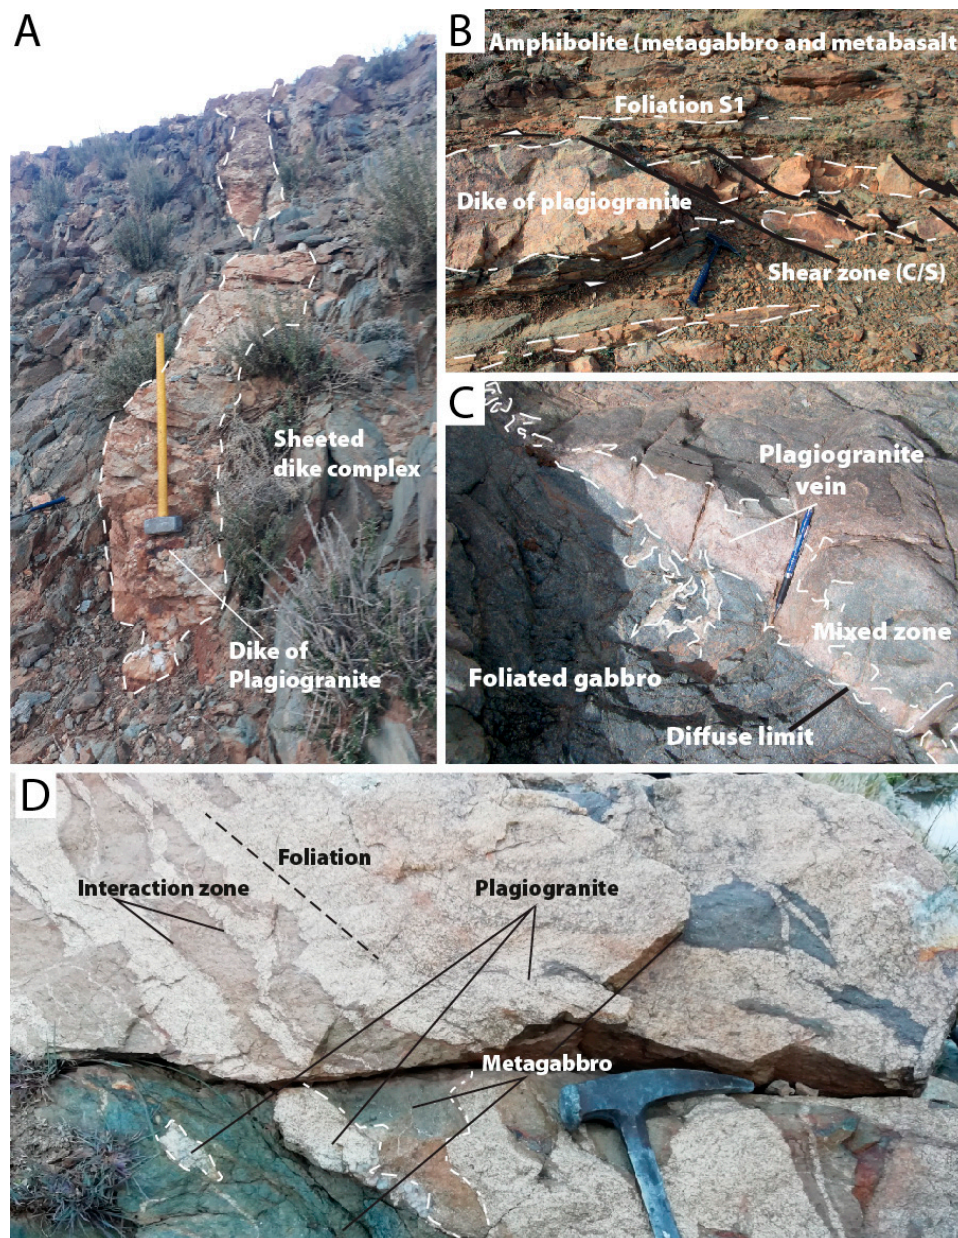 A
Sheeted
dike complex
Dike of
Plagiogranite
B
Amphibolite (metagabbro and metabasalt
Foliation S1
Dike of plagiogranite
Shear zone (C/S)
C
Plagiogranite
vein
Mixed zone
Foliated gabbro
Diffuse limit
D
Foliation
Interaction zone
Plagiogranite
Metagabbro